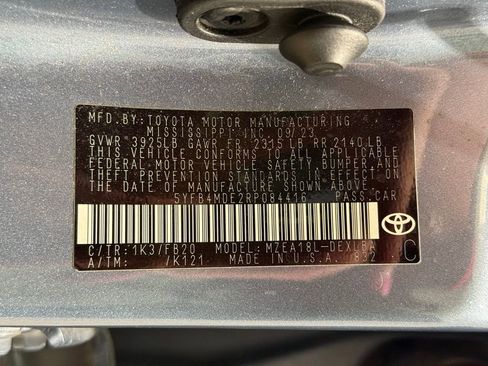 MFD.BY: TOYOTA MOTOR MANUFACTURING
MISSISSIPPI INC. 09/23
GVWR 3925LB GAWR FR 2315 LB RR 2140 LB
THIS VEHICLE CONFORMS TO ALL APPLICABLE
FEDERAL MOTOR VEHICLE SAFETY BUMPER AND
THEFT PREVENTION STANDARDS IN EFFECT ON
THE DATE OF MANUFACTURE SHOWN ABOVE.
5YFB4MDE2RP084416 PASS.CAR
C/TR: 1K3/FB20 MODEL: MZEA18L-DEXLBA
A/TM: /K121 MADE IN U.S.A. 832 C